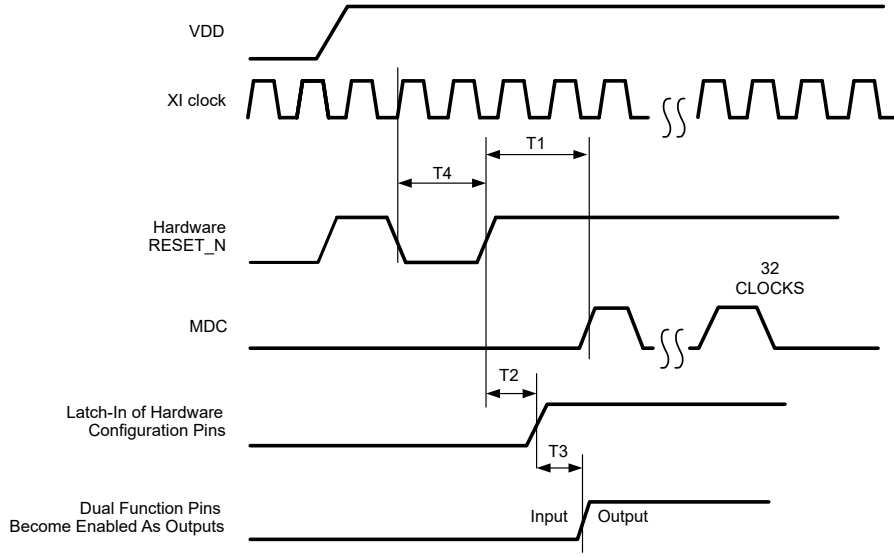 VDD
XI clock
T1
T4
Hardware
RESET_N
32
CLOCKS
MDC
T2
Latch-In of Hardware
Configuration Pins
T3
Dual Function Pins
Become Enabled As Outputs
Input
Output